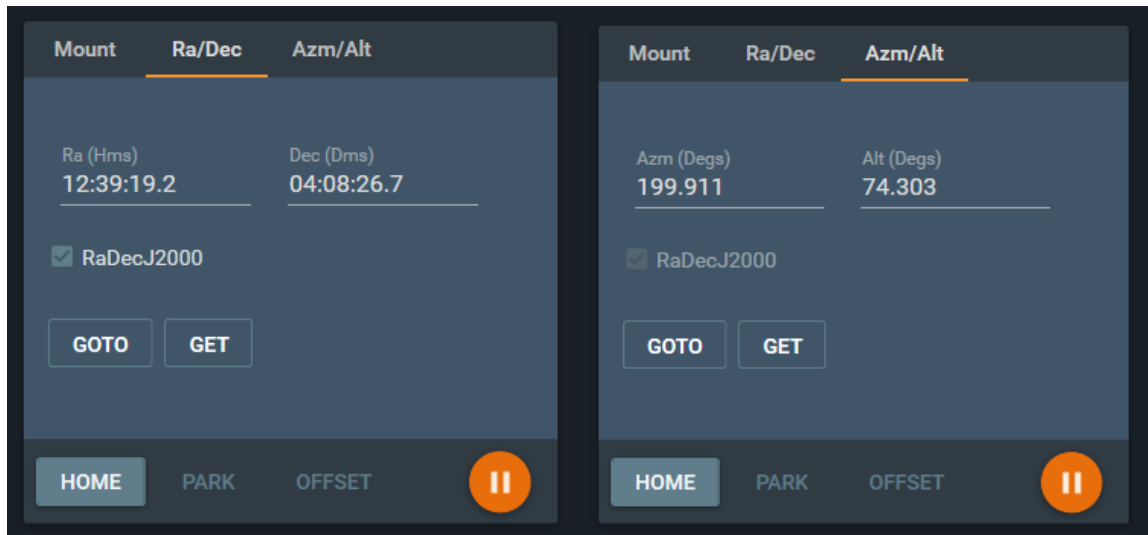 Mount Ra/Dec Azm/Alt
Ra (Hms) Dec (Dms)
12:39:19.2 04:08:26.7
RaDecJ2000
GOTO GET
HOME PARK OFFSET
Mount Ra/Dec Azm/Alt
Azm (Degs) Alt (Degs)
199.911 74.303
RaDecJ2000
GOTO GET
HOME PARK OFFSET